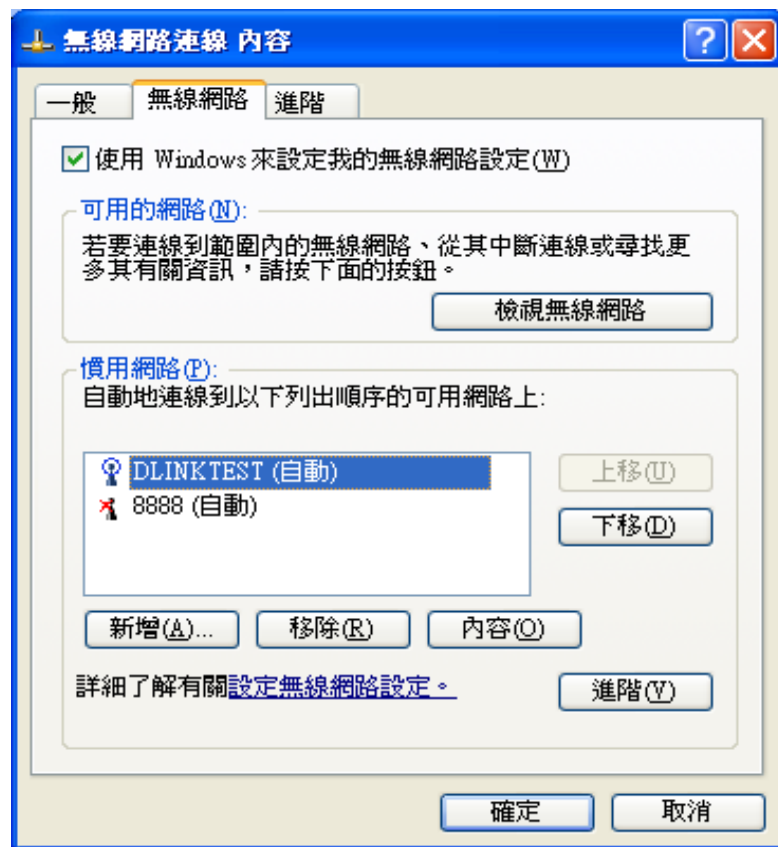 無線網路連線 內容
一般 無線網路 進階
使用 Windows 來設定我的無線網路設定(W)
可用的網路(N):
若要連線到範圍內的無線網路、從其中斷連線或尋找更
多其有關資訊，請按下面的按鈕。
檢視無線網路
慣用網路(P):
自動地連線到以下列出順序的可用網路上:
DLINKTEST (自動)
8888 (自動)
上移(U)
下移(D)
新增(A)... 移除(R) 內容(O)
詳細了解有關設定無線網路設定。
進階(V)
確定 取消